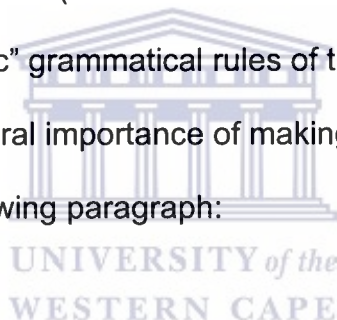 c” grammatical rules of t
ral importance of making
wing paragraph:
UNIVERSITY of the
WESTERN CAPE